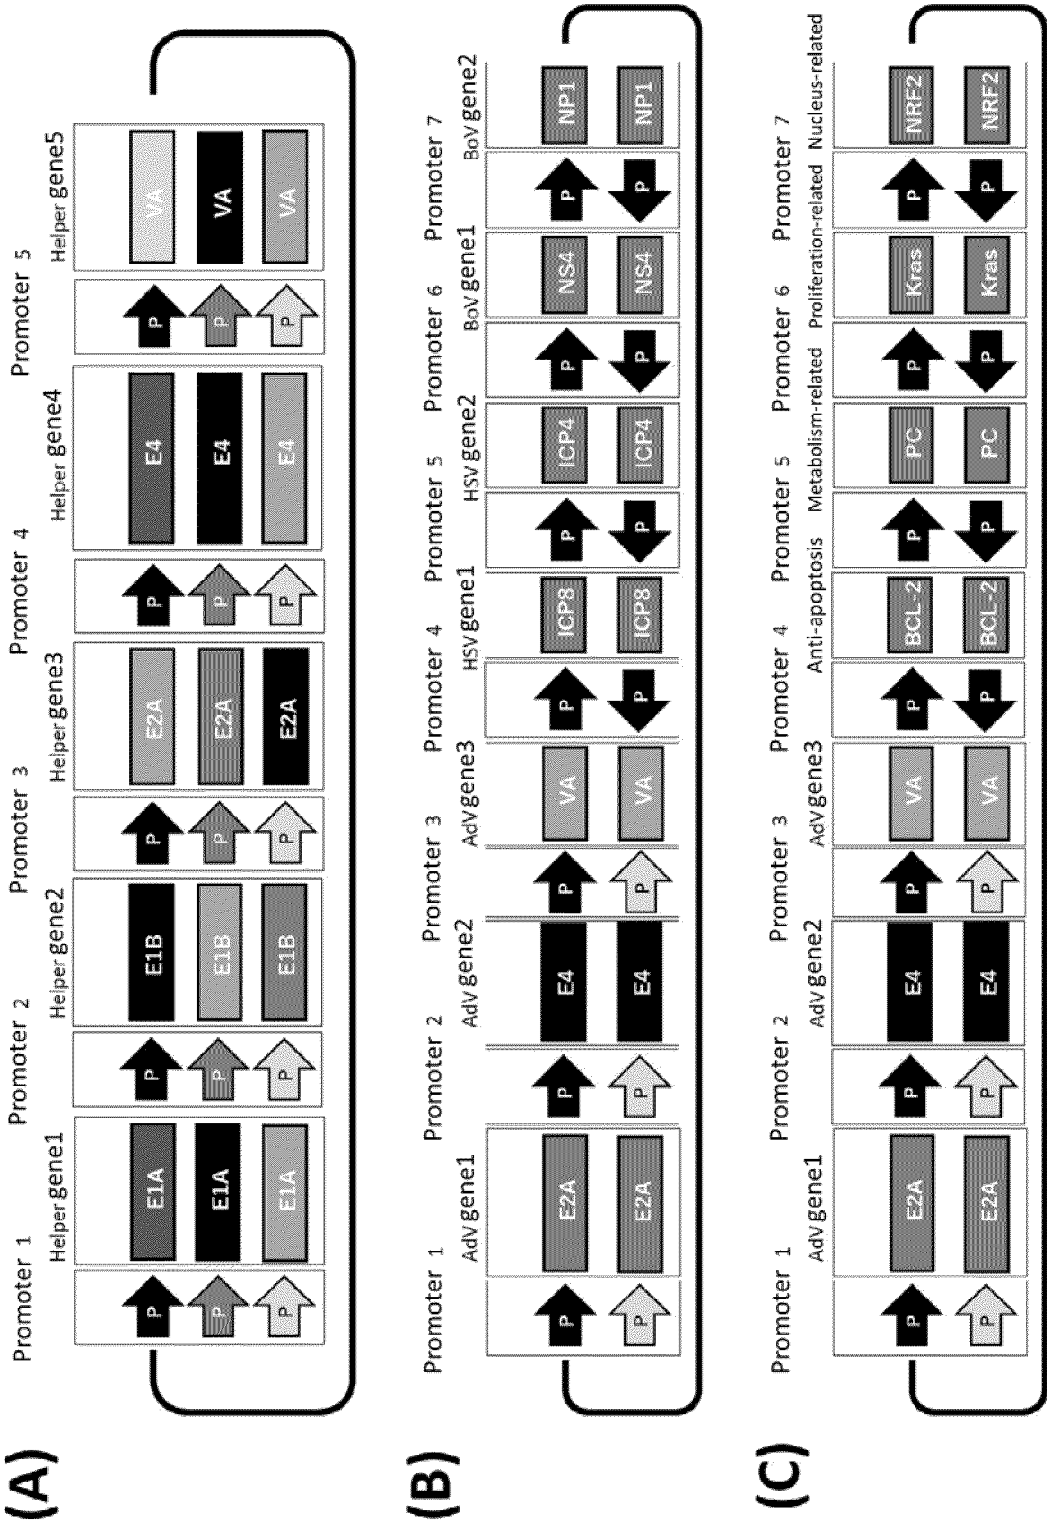 (A)
Promoter 1 Promoter 2 Promoter 3 Promoter 4 Promoter 5
Helper gene1 Helper gene2 Helper gene3 Helper gene4 Helper gene5
P E1A P E1B P E2A P E4 P VA
P E1A P E1B P E2A P E4 P VA
P E1A P E1B P E2A P E4 P VA
(B)
Promoter 1 Promoter 2 Promoter 3 Promoter 4 Promoter 5 Promoter 6 Promoter 7
AdV gene1 AdV gene2 AdV gene3 HSV gene1 HSV gene2 BoV gene1 BoV gene2
P E2A P E4 P VA P ICP8 P ICP4 P NS4 P NP1
P E2A P E4 P VA P ICP8 P ICP4 P NS4 P NP1
(C)
Promoter 1 Promoter 2 Promoter 3 Promoter 4 Promoter 5 Promoter 6 Promoter 7
AdV gene1 AdV gene2 AdV gene3 Anti-apoptosis Metabolism-related Proliferation-related Nucleus-related
P E2A P E4 P VA P BCL-2 P PC P Kras P NRF2
P E2A P E4 P VA P BCL-2 P PC P Kras P NRF2